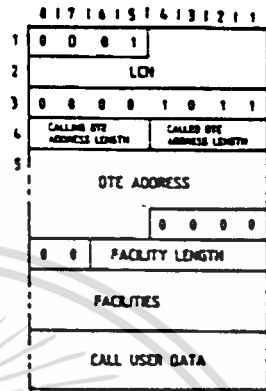 8 7 6 5 4 3 2 1
1 0 0 0 1
2 LCN
3 0 0 0 0 1 0 1 1
4 CALLING DTE ADDRESS LENGTH CALLED DTE ADDRESS LENGTH
5
DTE ADDRESS
0 0 0 0
0 0 FACILITY LENGTH
FACILITIES
CALL USER DATA